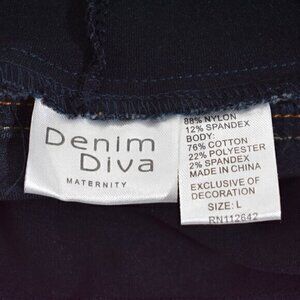 Denim
Diva
MATERNITY
88% NYLON
12% SPANDEX
BODY:
76% COTTON
22% POLYESTER
2% SPANDEX
MADE IN CHINA
EXCLUSIVE OF
DECORATION
SIZE: L
RN112642